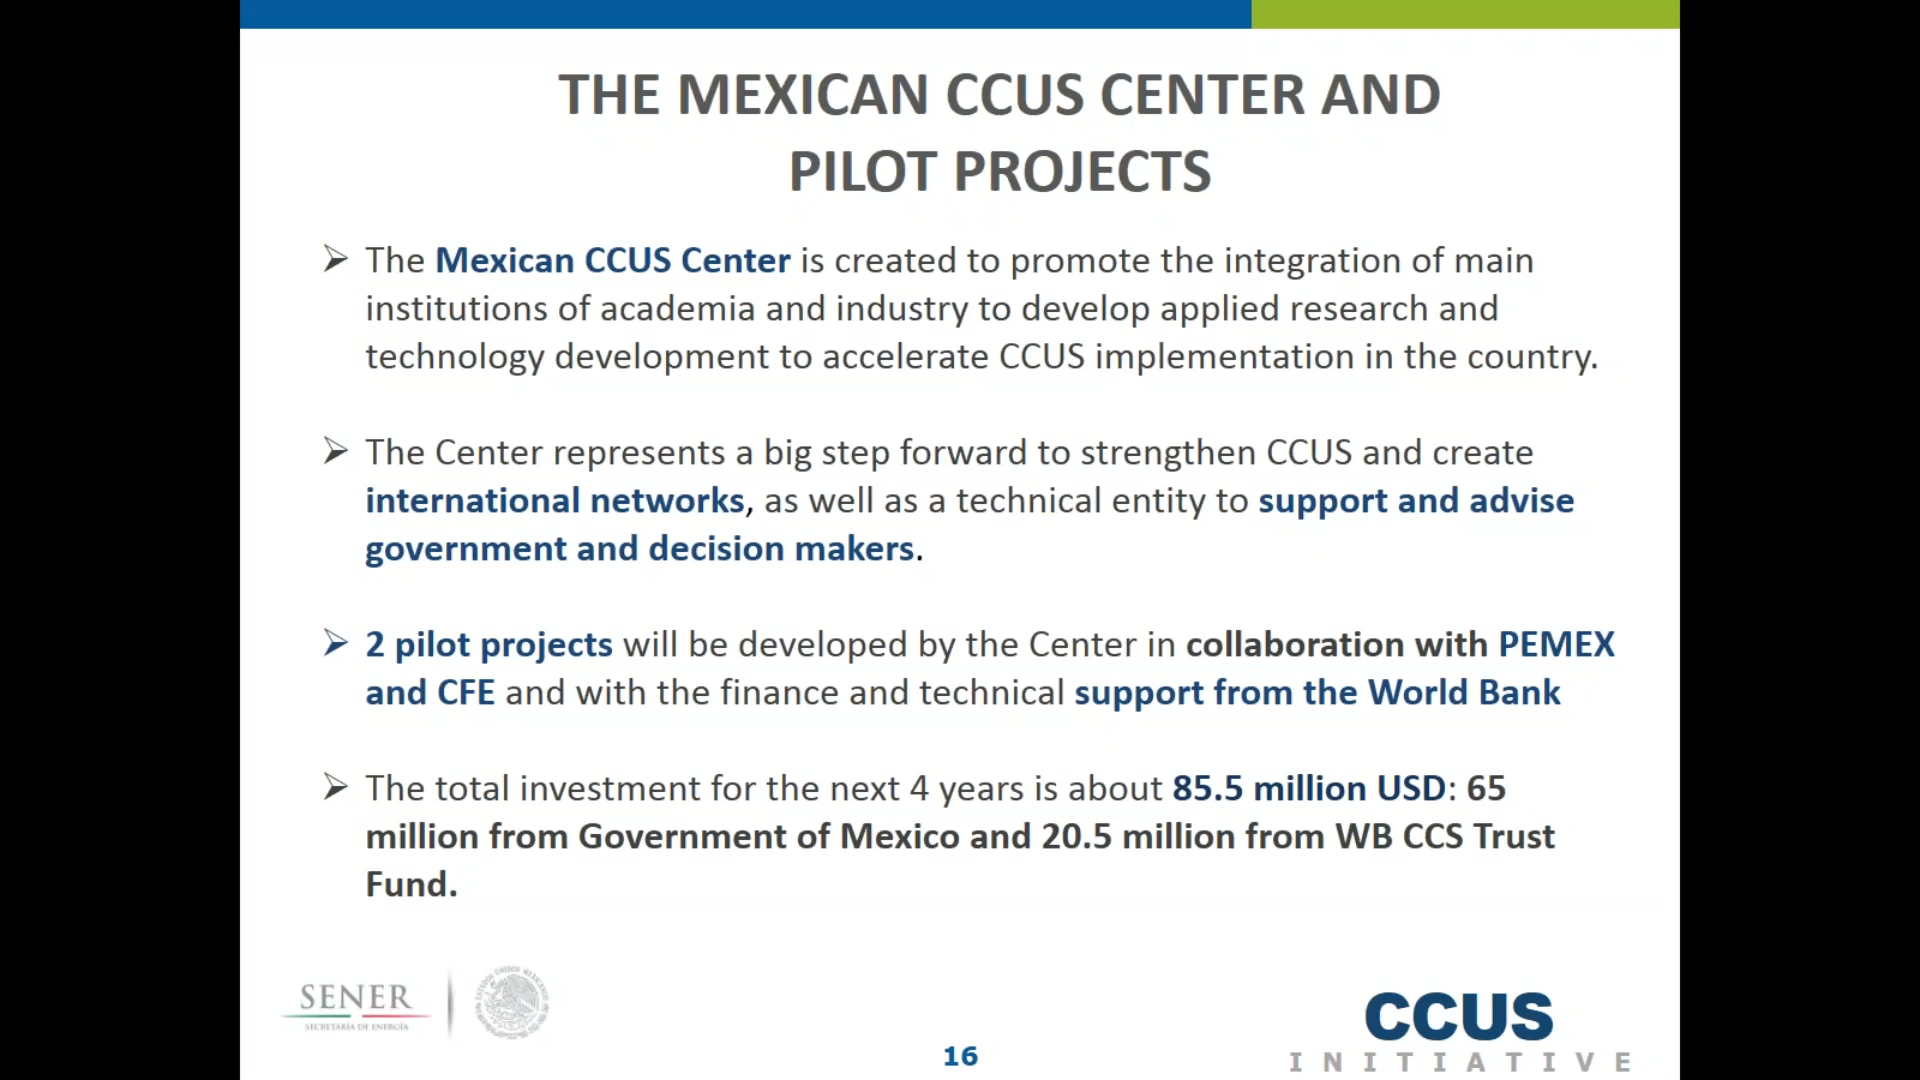 THE MEXICAN CCUS CENTER AND
PILOT PROJECTS
➢ The Mexican CCUS Center is created to promote the integration of main
institutions of academia and industry to develop applied research and
technology development to accelerate CCUS implementation in the country.
➢ The Center represents a big step forward to strengthen CCUS and create
international networks, as well as a technical entity to support and advise
government and decision makers.
➢ 2 pilot projects will be developed by the Center in collaboration with PEMEX
and CFE and with the finance and technical support from the World Bank
➢ The total investment for the next 4 years is about 85.5 million USD: 65
million from Government of Mexico and 20.5 million from WB CCS Trust
Fund.
SENER
SECRETARÍA DE ENERGÍA
ESTADOS UNIDOS MEXICANOS
16
CCUS
INITIATIVE